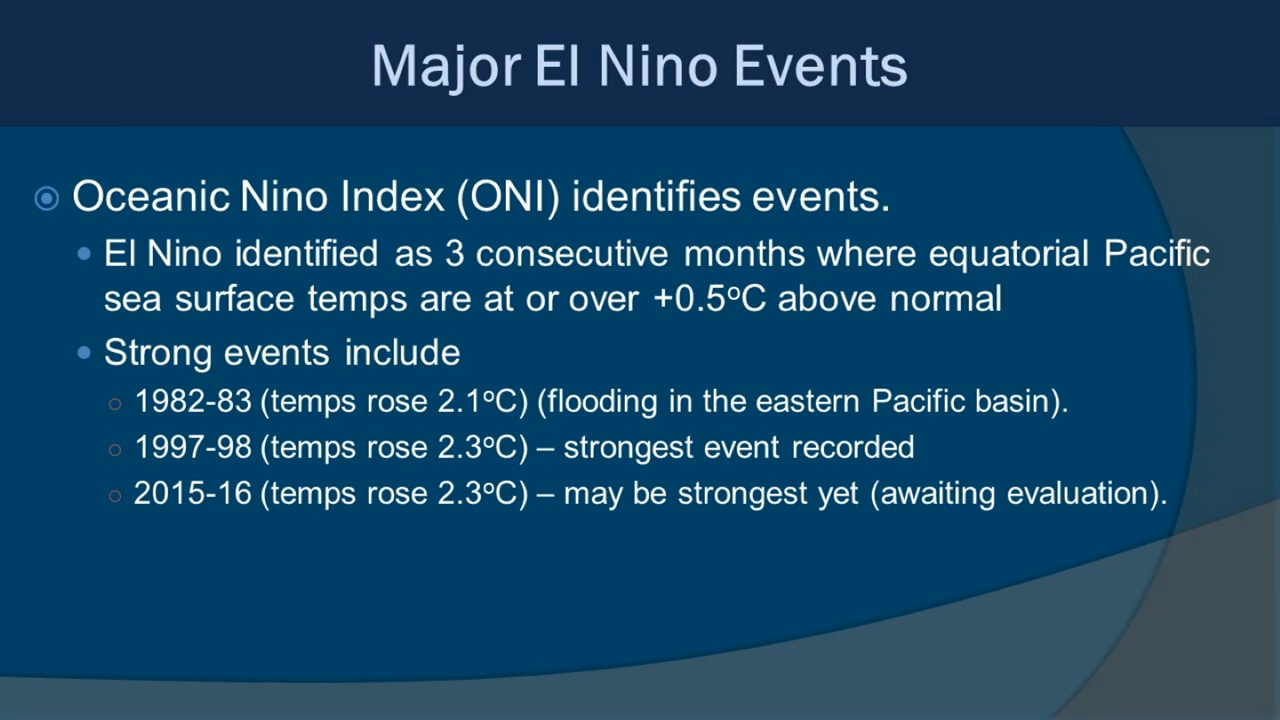 Major El Nino Events
Oceanic Nino Index (ONI) identifies events.
El Nino identified as 3 consecutive months where equatorial Pacific
sea surface temps are at or over +0.5ºC above normal
Strong events include
1982-83 (temps rose 2.1ºC) (flooding in the eastern Pacific basin).
1997-98 (temps rose 2.3ºC) – strongest event recorded
2015-16 (temps rose 2.3ºC) – may be strongest yet (awaiting evaluation).